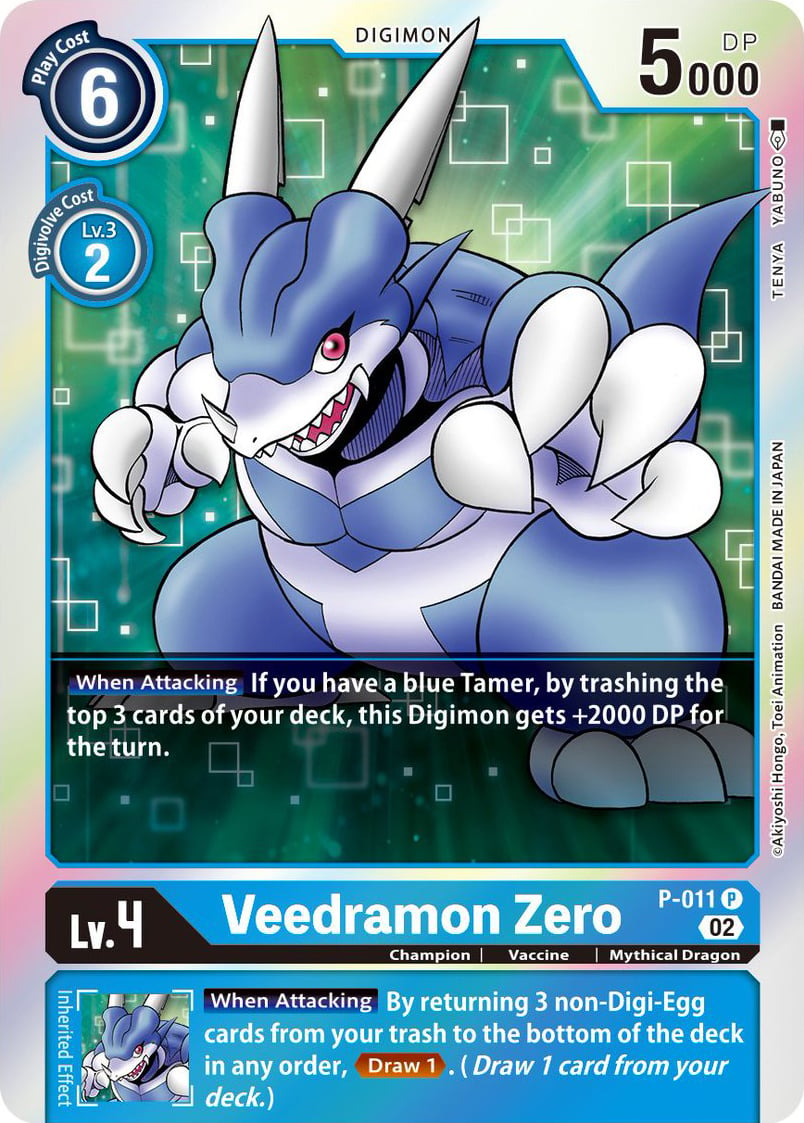 DIGIMON
Play Cost
6
5000
DP
Digivolve Cost
Lv.3
2
TENYA YABUNO
BANDAI MADE IN JAPAN
©Akiyoshi Hongo, Toei Animation
When Attacking If you have a blue Tamer, by trashing the
top 3 cards of your deck, this Digimon gets +2000 DP for
the turn.
Lv.4
Veedramon Zero
P-011 P
02
Champion | Vaccine | Mythical Dragon
Inherited Effect
When Attacking By returning 3 non-Digi-Egg
cards from your trash to the bottom of the deck
in any order, Draw 1. (Draw 1 card from your
deck.)